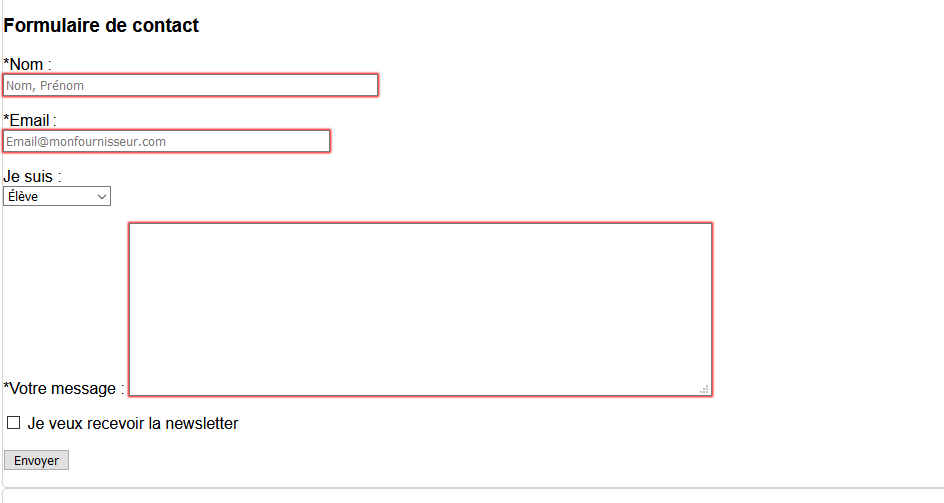 Formulaire de contact
*Nom :
Nom, Prénom
*Email :
Email@monfournisseur.com
Je suis :
Élève
*Votre message :
Je veux recevoir la newsletter
Envoyer